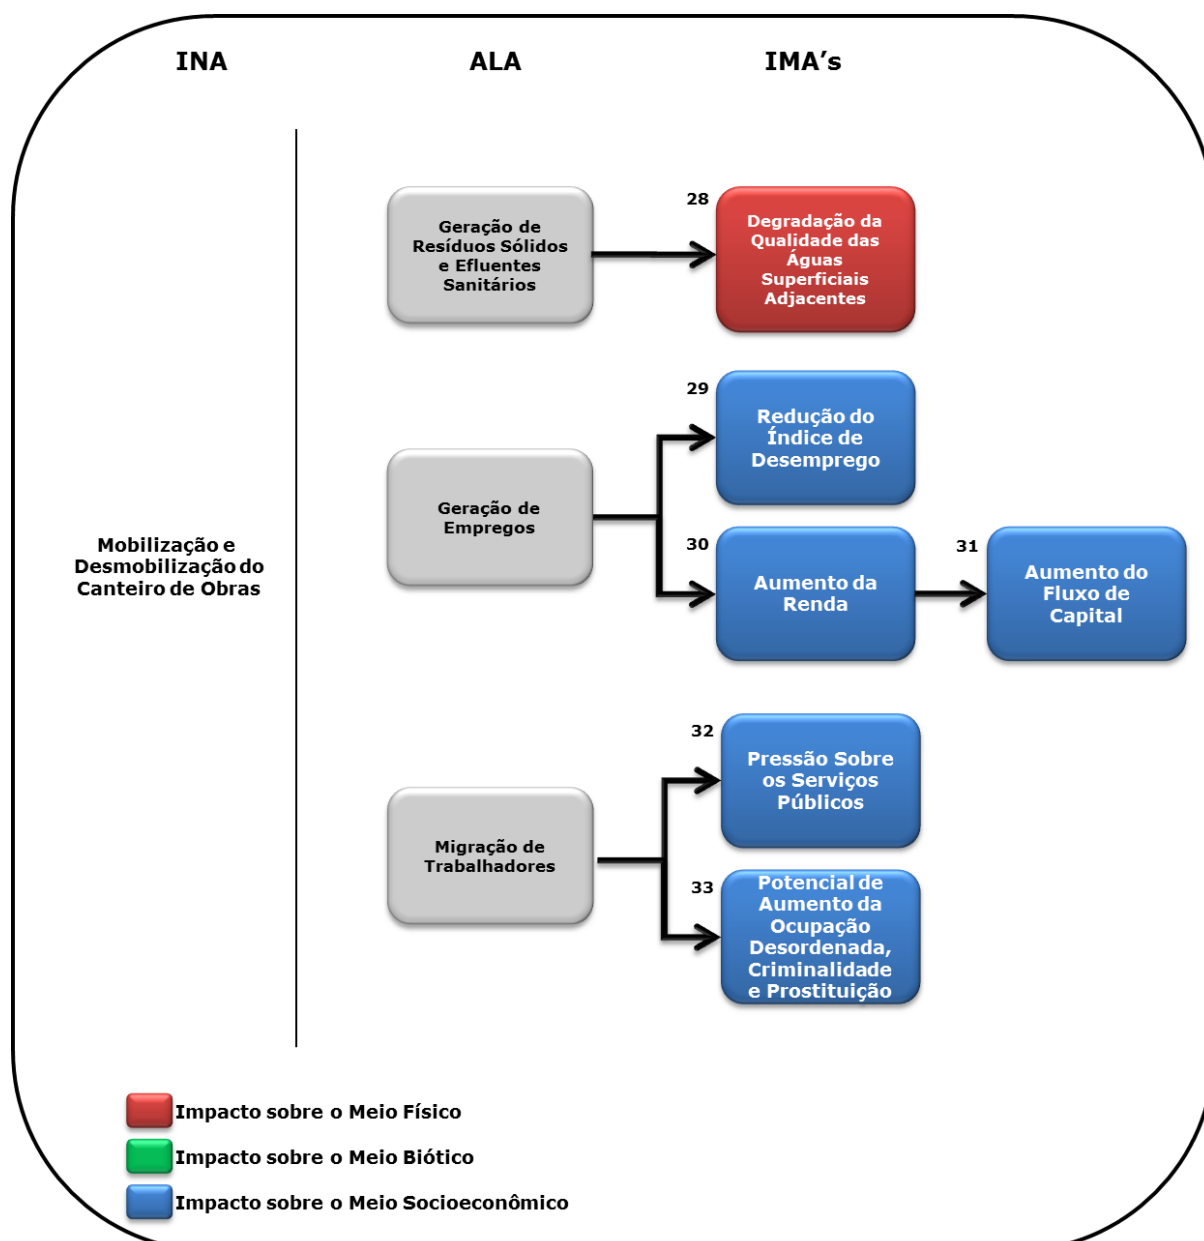 INA
ALA
IMA's
Geração de
Resíduos Sólidos
e Efluentes
Sanitários
28
Degradação da
Qualidade das
Águas
Superficiais
Adjacentes
29
Redução do
Índice de
Desemprego
Geração de
Empregos
30
Aumento da
Renda
31
Aumento do
Fluxo de
Capital
Mobilização e
Desmobilização do
Canteiro de Obras
32
Pressão Sobre
os Serviços
Públicos
Migração de
Trabalhadores
33
Potencial de
Aumento da
Ocupação
Desordenada,
Criminalidade
e Prostituição
Impacto sobre o Meio Físico
Impacto sobre o Meio Biótico
Impacto sobre o Meio Socioeconômico